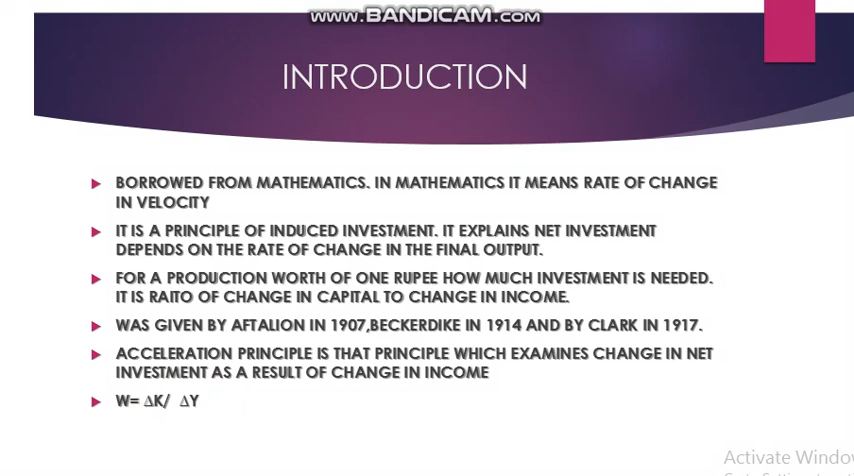 WWW.BANDICAM.COM
INTRODUCTION
BORROWED FROM MATHEMATICS. IN MATHEMATICS IT MEANS RATE OF CHANGE
IN VELOCITY
IT IS A PRINCIPLE OF INDUCED INVESTMENT. IT EXPLAINS NET INVESTMENT
DEPENDS ON THE RATE OF CHANGE IN THE FINAL OUTPUT.
FOR A PRODUCTION WORTH OF ONE RUPEE HOW MUCH INVESTMENT IS NEEDED.
IT IS RAITO OF CHANGE IN CAPITAL TO CHANGE IN INCOME.
WAS GIVEN BY AFTALION IN 1907,BECKERDIKE IN 1914 AND BY CLARK IN 1917.
ACCELERATION PRINCIPLE IS THAT PRINCIPLE WHICH EXAMINES CHANGE IN NET
INVESTMENT AS A RESULT OF CHANGE IN INCOME
W= ∆K/ ∆Y
Activate Window